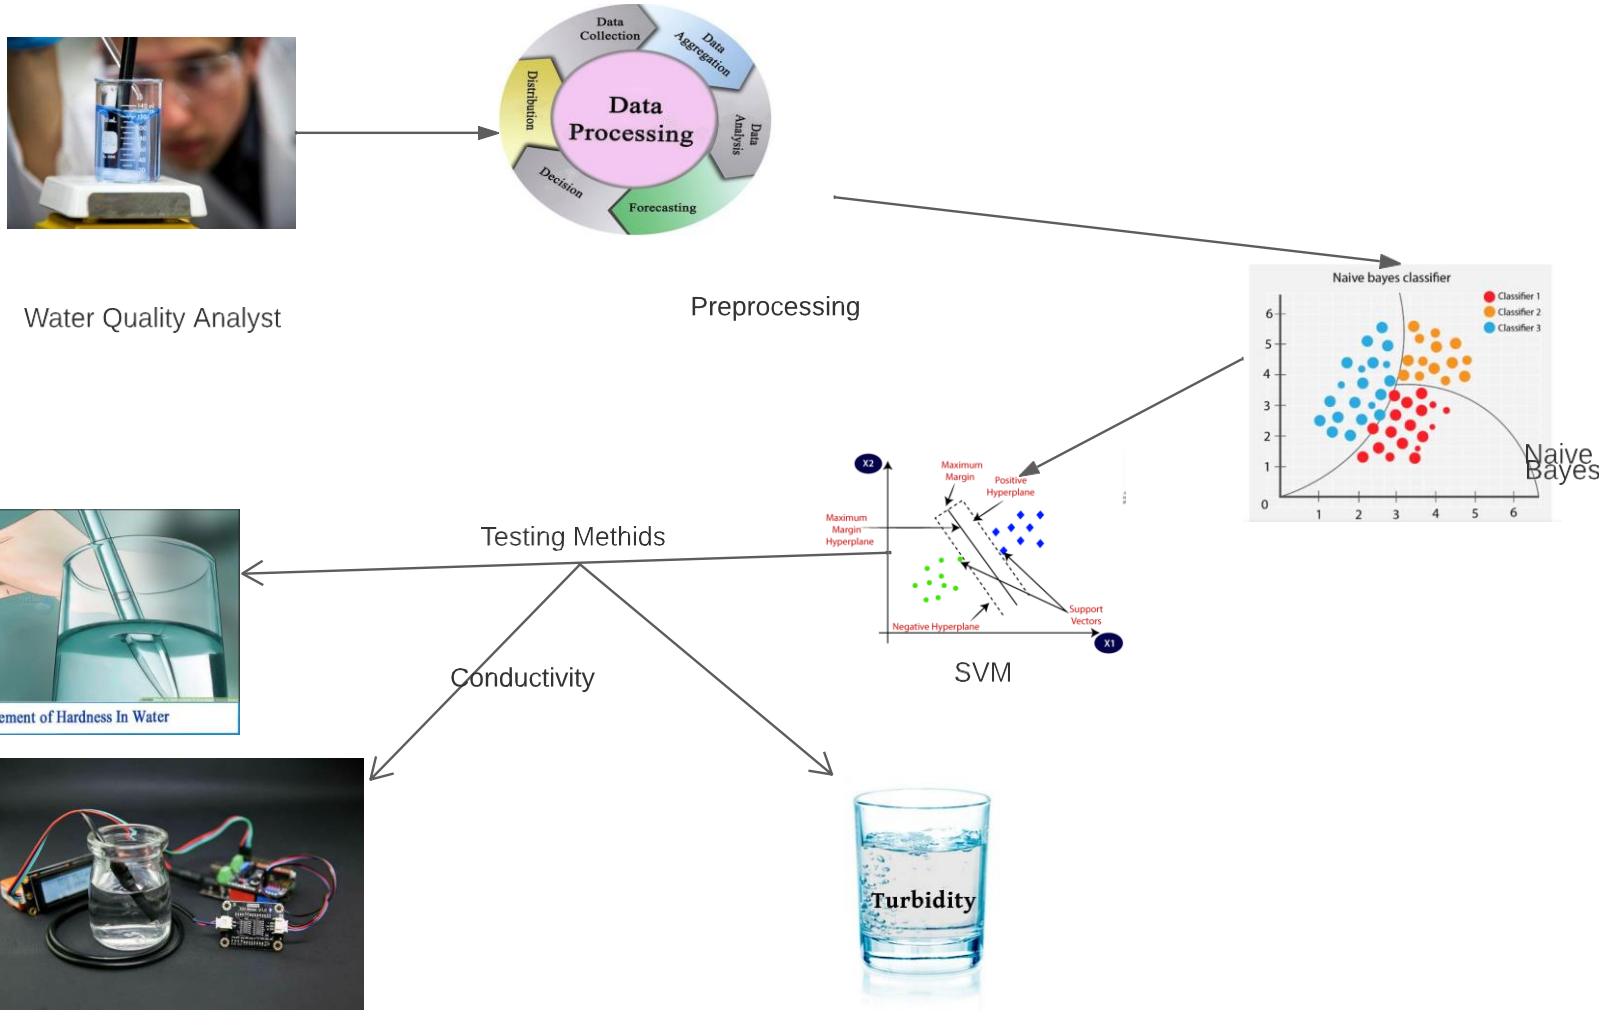 Data
Collection
Data
Aggregation
Data
Analysis
Forecasting
Decision
Distribution
Data
Processing
Water Quality Analyst
Preprocessing
Naive bayes classifier
Classifier 1
Classifier 2
Classifier 3
6
5
4
3
2
1
0
1
2
3
4
5
6
Naive
Bayes
X2
Maximum
Margin
Positive
Hyperplane
Maximum
Margin
Hyperplane
Support
Vectors
Negative Hyperplane
X1
SVM
Testing Methids
ement of Hardness In Water
Conductivity
Turbidity